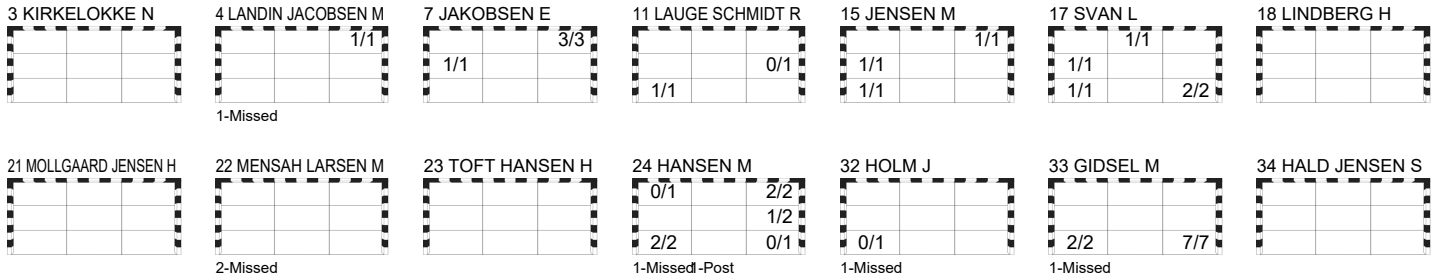 3 KIRKELOKKE N 4 LANDIN JACOBSEN M 7 JAKOBSEN E 11 LAUGE SCHMIDT R 15 JENSEN M 17 SVAN L 18 LINDBERG H
1/1 3/3 1/1 1/1
1/1 0/1 1/1 1/1
1/1 1/1 1/1 2/2
1-Missed
21 MOLLGAARD JENSEN H 22 MENSAH LARSEN M 23 TOFT HANSEN H 24 HANSEN M 32 HOLM J 33 GIDSEL M 34 HALD JENSEN S
0/1 2/2
1/2
2/2 0/1 0/1 2/2 7/7
2-Missed 1-Missed1-Post 1-Missed 1-Missed